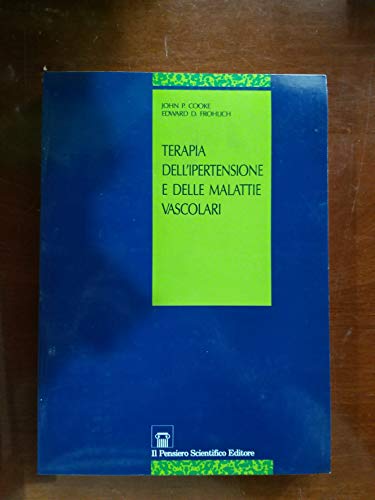 JOHN P. COOKE
EDWARD D. FROHLICH
TERAPIA
DELL'IPERTENSIONE
E DELLE MALATTIE
VASCOLARI
Il Pensiero Scientifico Editore